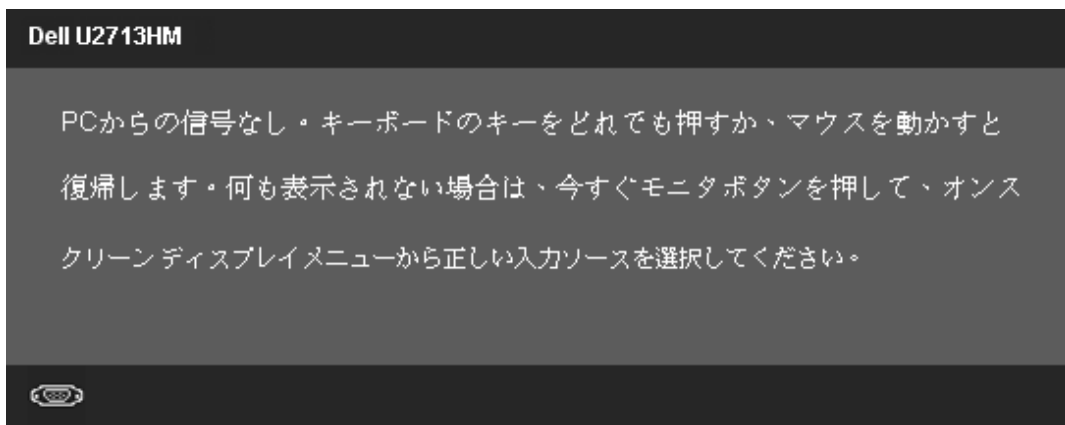 Dell U2713HM
PCからの信号なし。キーボードのキーをどれでも押すか、マウスを動かすと
復帰します。何も表示されない場合は、今すぐモニタボタンを押して、オンス
クリーンディスプレイメニューから正しい入力ソースを選択してください。